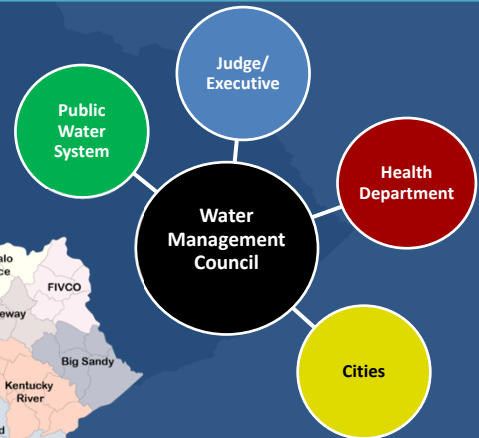 Judge/
Executive
Public
Water
System
Health
Department
Water
Management
Council
Cities
FIVCO
Big Sandy
Kentucky
River